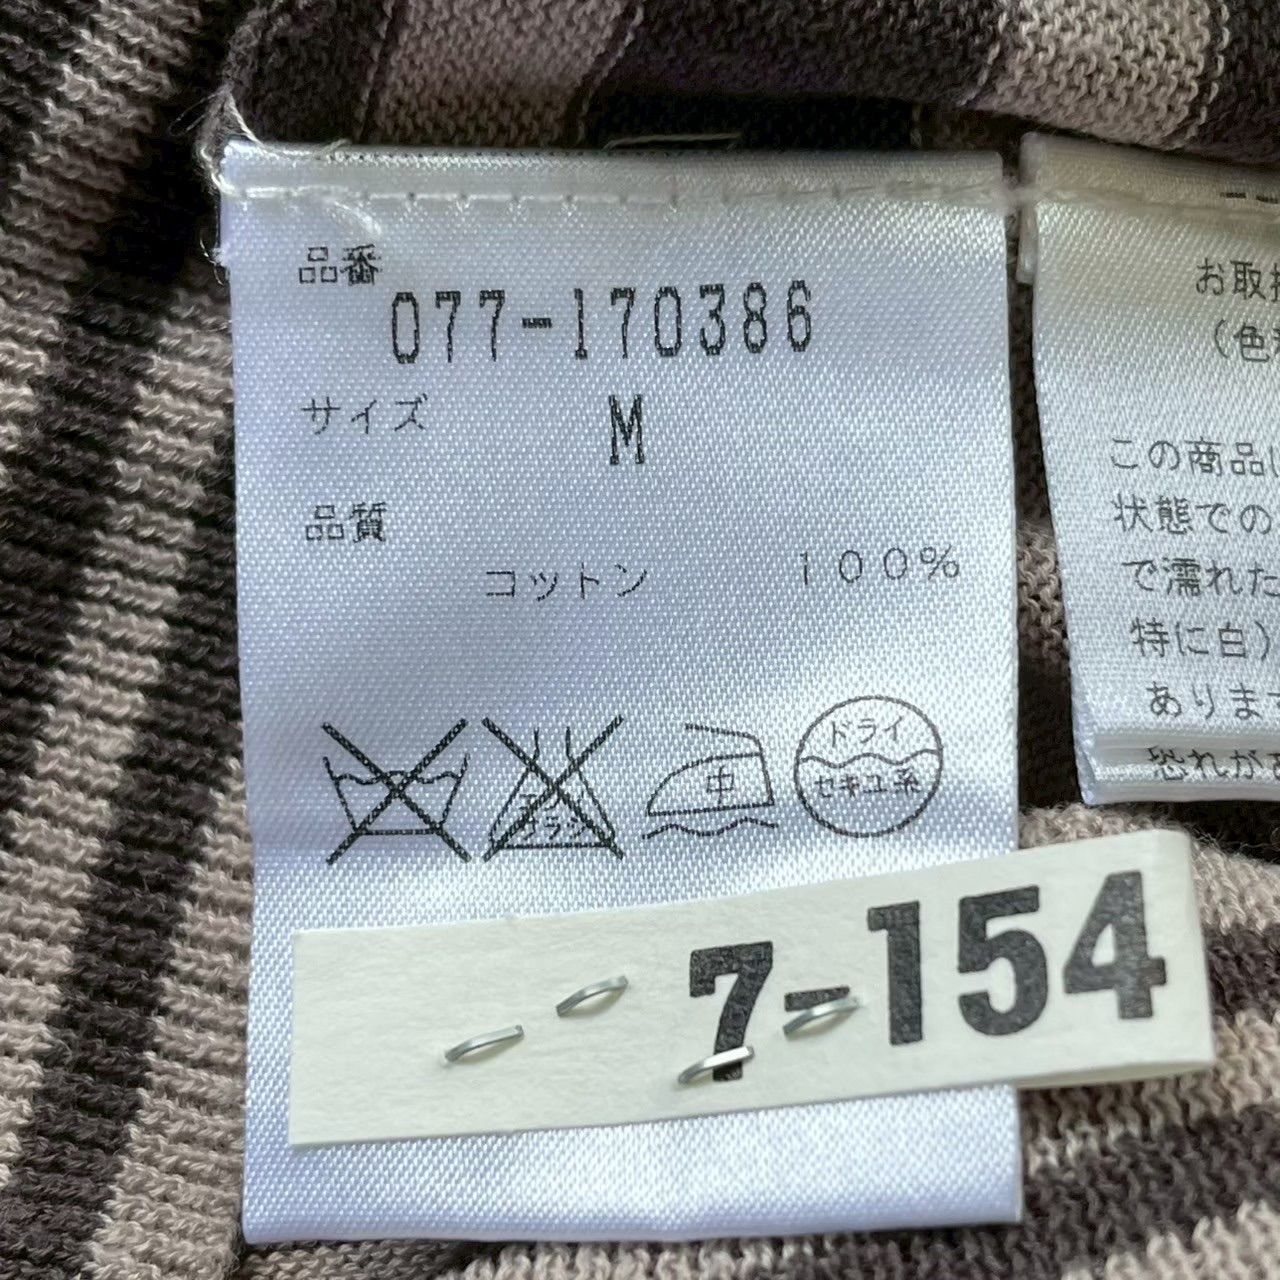 品番
077-170386
サイズ M
品質
コットン 100%
中
ドライ
セキユ系
7-154
お取
(色
この商品
状態での
で濡れた
特に白)
ありま
恐れが